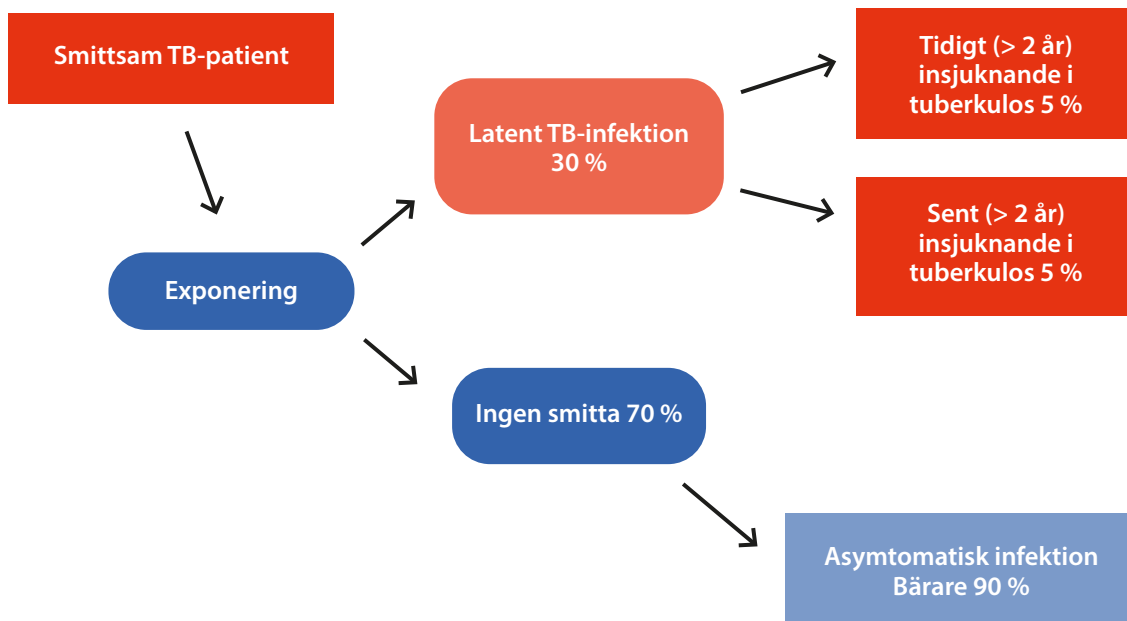 Smittsam TB-patient
Exponering
Latent TB-infektion
30 %
Ingen smitta 70 %
Tidigt (> 2 år)
insjuknande i
tuberkulos 5 %
Sent (> 2 år)
insjuknande i
tuberkulos 5 %
Asymtomatisk infektion
Bärare 90 %